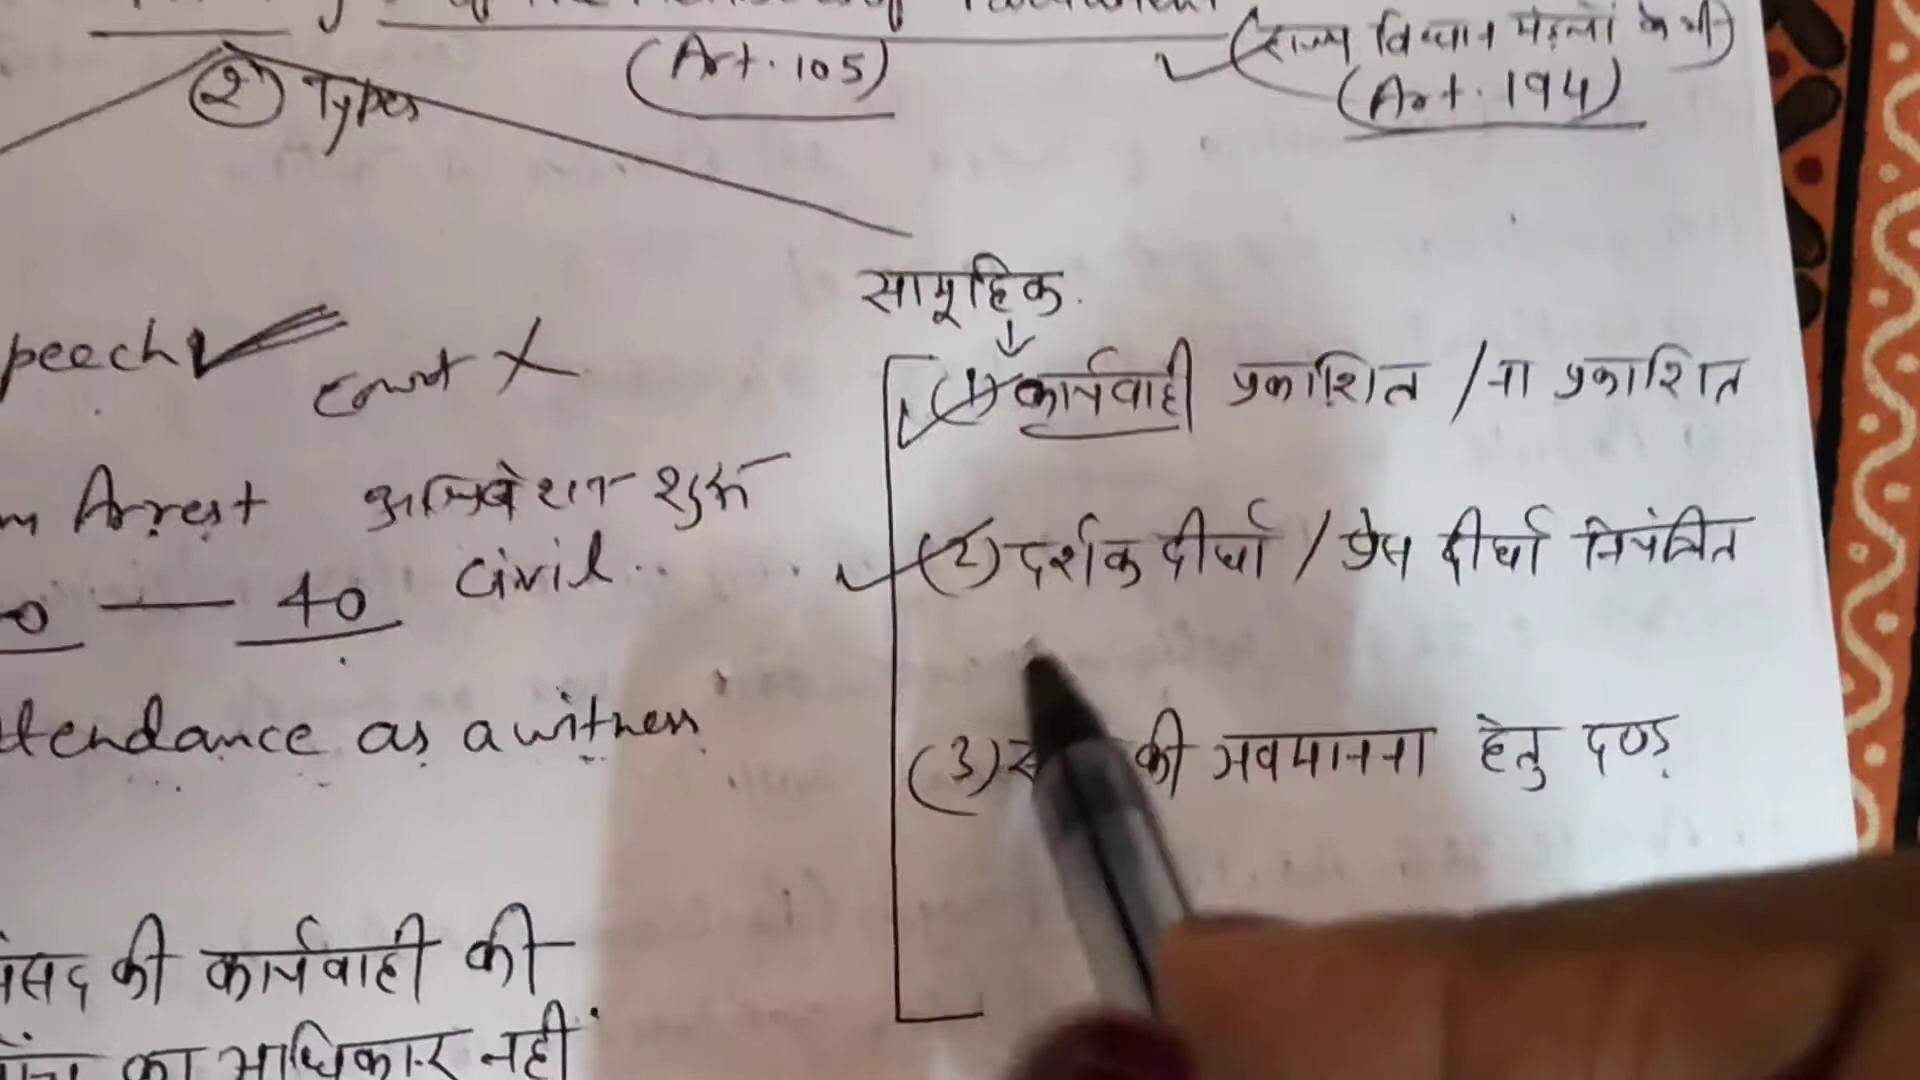 (राज्य विधान मंडलों के भी)
(2) Types (Art. 105) (Art. 194)
सामूहिक
peech Court X
(1) कार्यवाही प्रकाशित / ना प्रकाशित
Arrest अधिवेशन शुरू
(2) दर्शक दीर्घा / प्रेस दीर्घा नियंत्रित
40 Civil
tendance as a witness
(3) की अवमानना हेतु दण्ड
संसद की कार्यवाही की
का अधिकार नहीं